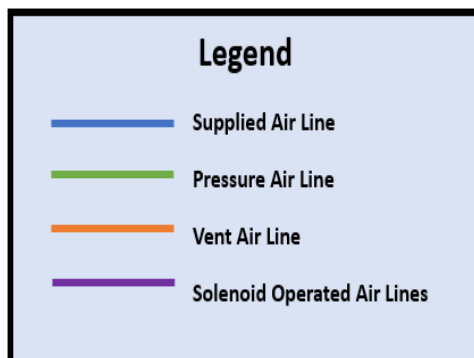 Legend
Supplied Air Line
Pressure Air Line
Vent Air Line
Solenoid Operated Air Lines